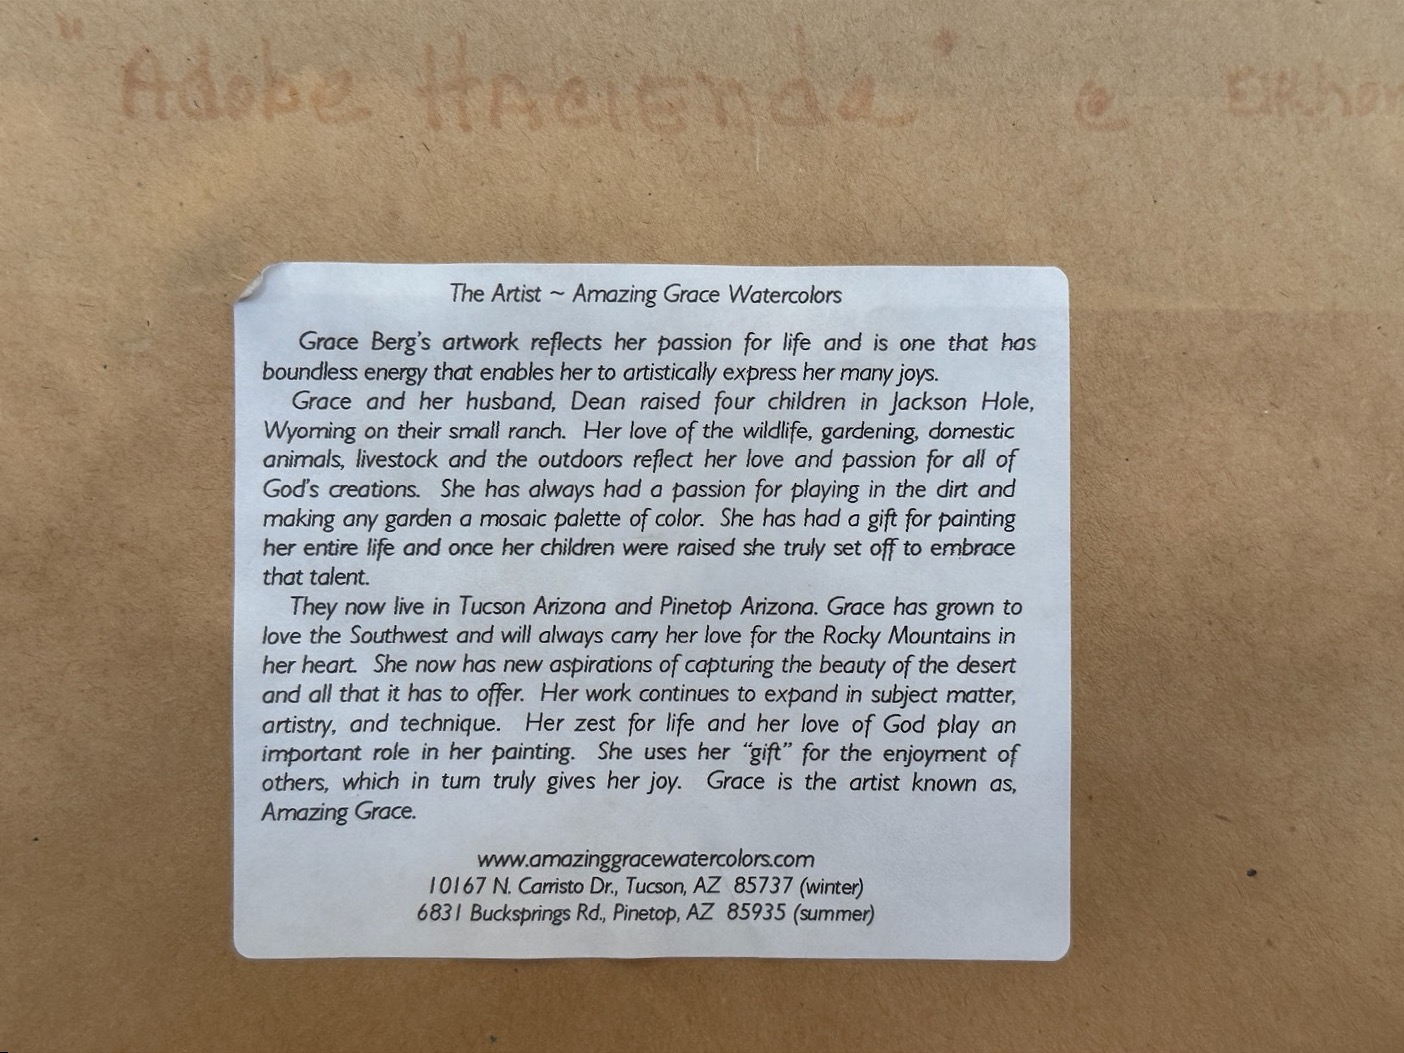 "Adobe HACIENda" @ Elkhor
The Artist ~ Amazing Grace Watercolors
Grace Berg's artwork reflects her passion for life and is one that has
boundless energy that enables her to artistically express her many joys.
Grace and her husband, Dean raised four children in Jackson Hole,
Wyoming on their small ranch. Her love of the wildlife, gardening, domestic
animals, livestock and the outdoors reflect her love and passion for all of
God's creations. She has always had a passion for playing in the dirt and
making any garden a mosaic palette of color. She has had a gift for painting
her entire life and once her children were raised she truly set off to embrace
that talent.
They now live in Tucson Arizona and Pinetop Arizona. Grace has grown to
love the Southwest and will always carry her love for the Rocky Mountains in
her heart. She now has new aspirations of capturing the beauty of the desert
and all that it has to offer. Her work continues to expand in subject matter,
artistry, and technique. Her zest for life and her love of God play an
important role in her painting. She uses her "gift" for the enjoyment of
others, which in turn truly gives her joy. Grace is the artist known as,
Amazing Grace.
www.amazinggracewatercolors.com
10167 N. Carristo Dr., Tucson, AZ 85737 (winter)
6831 Bucksprings Rd., Pinetop, AZ 85935 (summer)